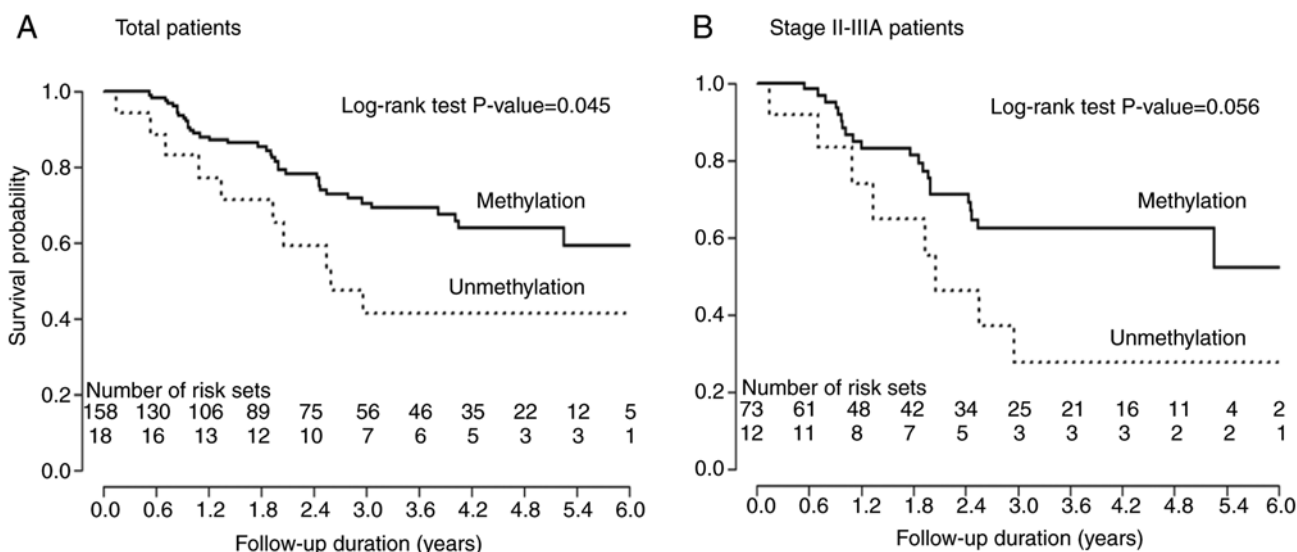 A Total patients
Survival probability
1.0
0.8
0.6
0.4
0.2
0.0
Log-rank test P-value=0.045
Methylation
Unmethylation
Number of risk sets
158 130 106 89 75 56 46 35 22 12 5
18 16 13 12 10 7 6 5 3 3 1
0.0 0.6 1.2 1.8 2.4 3.0 3.6 4.2 4.8 5.4 6.0
Follow-up duration (years)
B Stage II-IIIA patients
1.0
0.8
0.6
0.4
0.2
0.0
Log-rank test P-value=0.056
Methylation
Unmethylation
Number of risk sets
73 61 48 42 34 25 21 16 11 4 2
12 11 8 7 5 3 3 3 2 2 1
0.0 0.6 1.2 1.8 2.4 3.0 3.6 4.2 4.8 5.4 6.0
Follow-up duration (years)